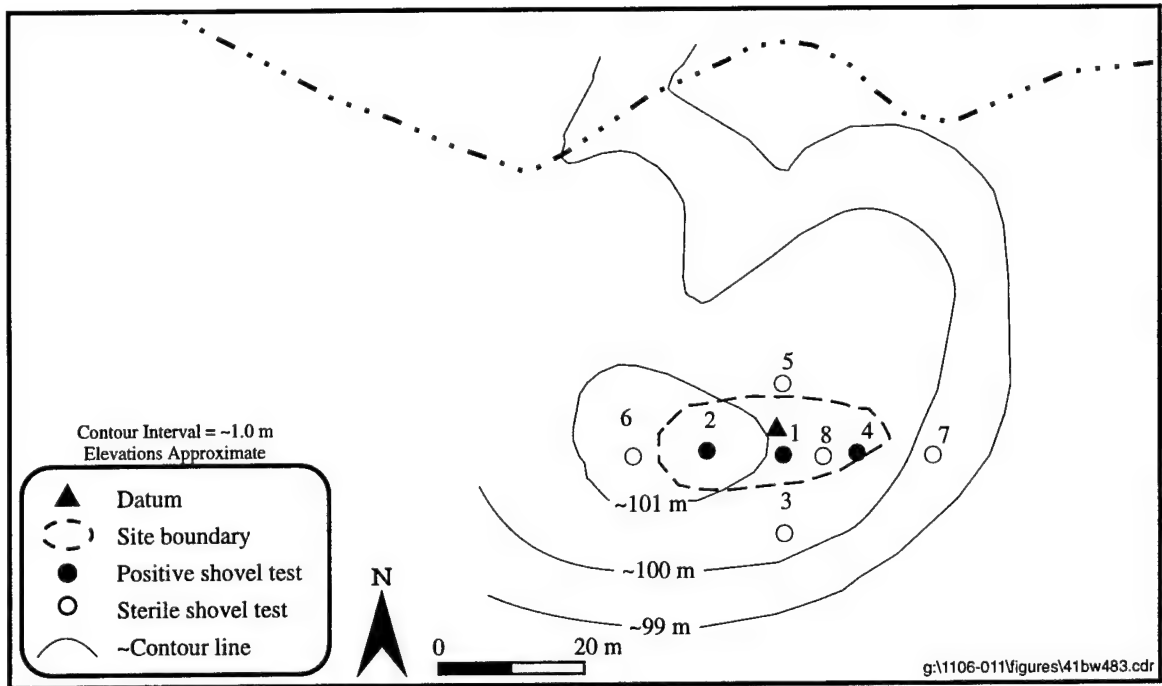 5
6
2
1
8
4
7
3
~101 m
~100 m
~99 m
Contour Interval = ~1.0 m
Elevations Approximate
Datum
Site boundary
Positive shovel test
Sterile shovel test
~Contour line
N
0 20 m
g:\1106-011\figures\41bw483.cdr